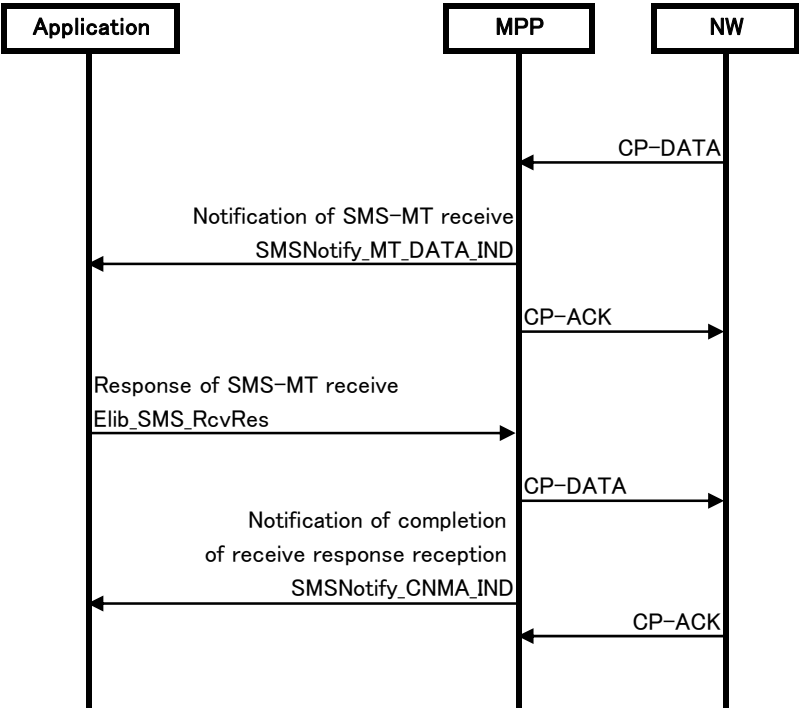 Application
MPP
NW
CP-DATA
Notification of SMS-MT receive
SMSNotify_MT_DATA_IND
CP-ACK
Response of SMS-MT receive
Elib_SMS_RcvRes
CP-DATA
Notification of completion
of receive response reception
SMSNotify_CNMA_IND
CP-ACK